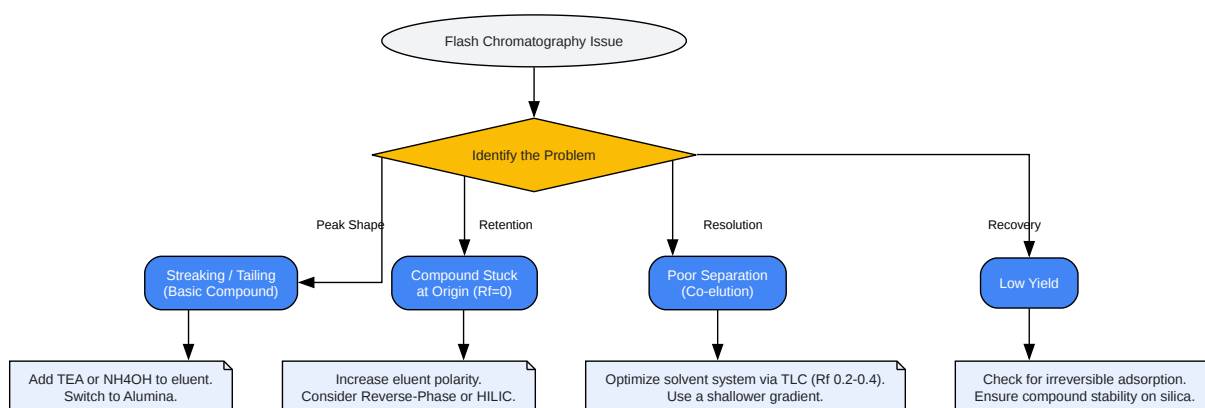 Flash Chromatography Issue
Identify the Problem
Peak Shape
Retention
Resolution
Recovery
Streaking / Tailing
(Basic Compound)
Compound Stuck
at Origin (Rf=0)
Poor Separation
(Co-elution)
Low Yield
Add TEA or NH4OH to eluent.
Switch to Alumina.
Increase eluent polarity.
Consider Reverse-Phase or HILIC.
Optimize solvent system via TLC (Rf 0.2-0.4).
Use a shallower gradient.
Check for irreversible adsorption.
Ensure compound stability on silica.